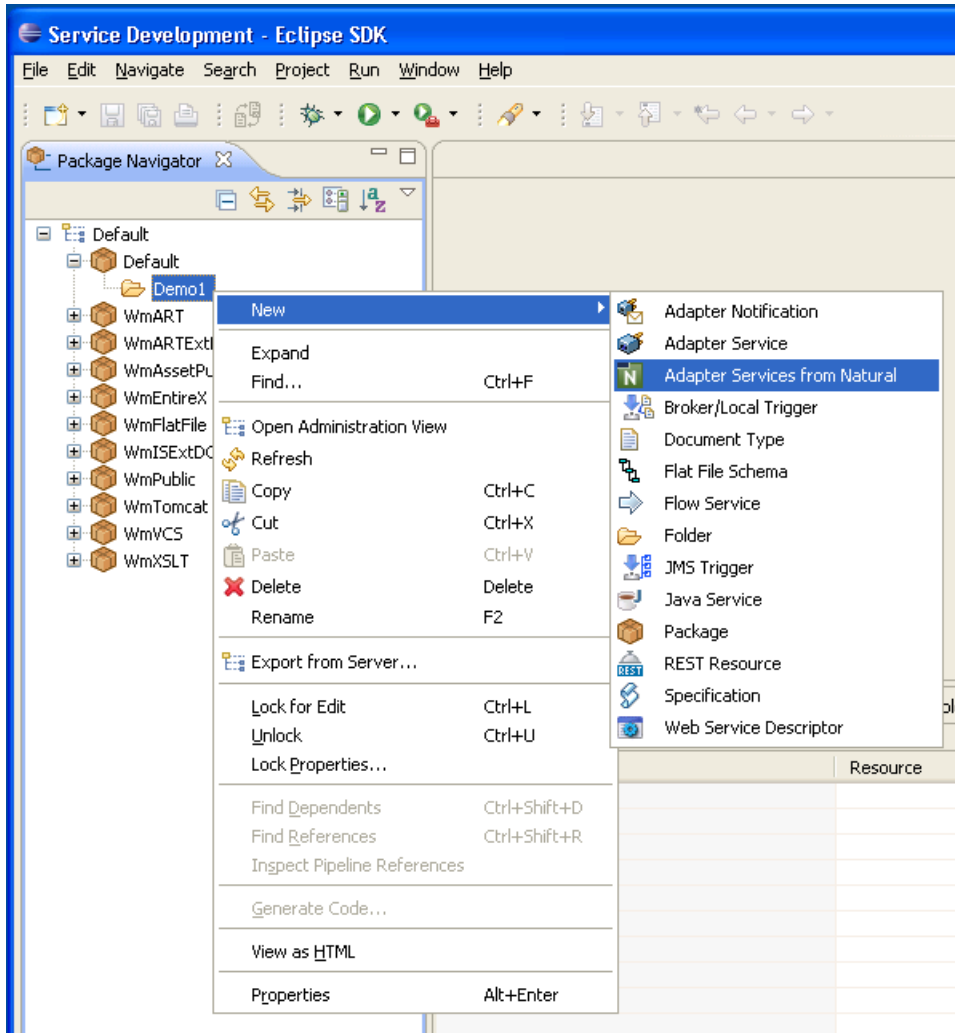 Service Development - Eclipse SDK
File Edit Navigate Search Project Run Window Help
Package Navigator
Default
Default
Demo1
WmART
WmARTExt
WmAssetPu
WmEntireX
WmFlatFile
WmISExtDC
WmPublic
WmTomcat
WmVCS
WmXSLT
New
Expand
Find... Ctrl+F
Open Administration View
Refresh
Copy Ctrl+C
Cut Ctrl+X
Paste Ctrl+V
Delete Delete
Rename F2
Export from Server...
Lock for Edit Ctrl+L
Unlock Ctrl+U
Lock Properties...
Find Dependents Ctrl+Shift+D
Find References Ctrl+Shift+R
Inspect Pipeline References
Generate Code...
View as HTML
Properties Alt+Enter
Adapter Notification
Adapter Service
N Adapter Services from Natural
Broker/Local Trigger
Document Type
Flat File Schema
Flow Service
Folder
JMS Trigger
Java Service
Package
REST REST Resource
Specification
Web Service Descriptor
Resource